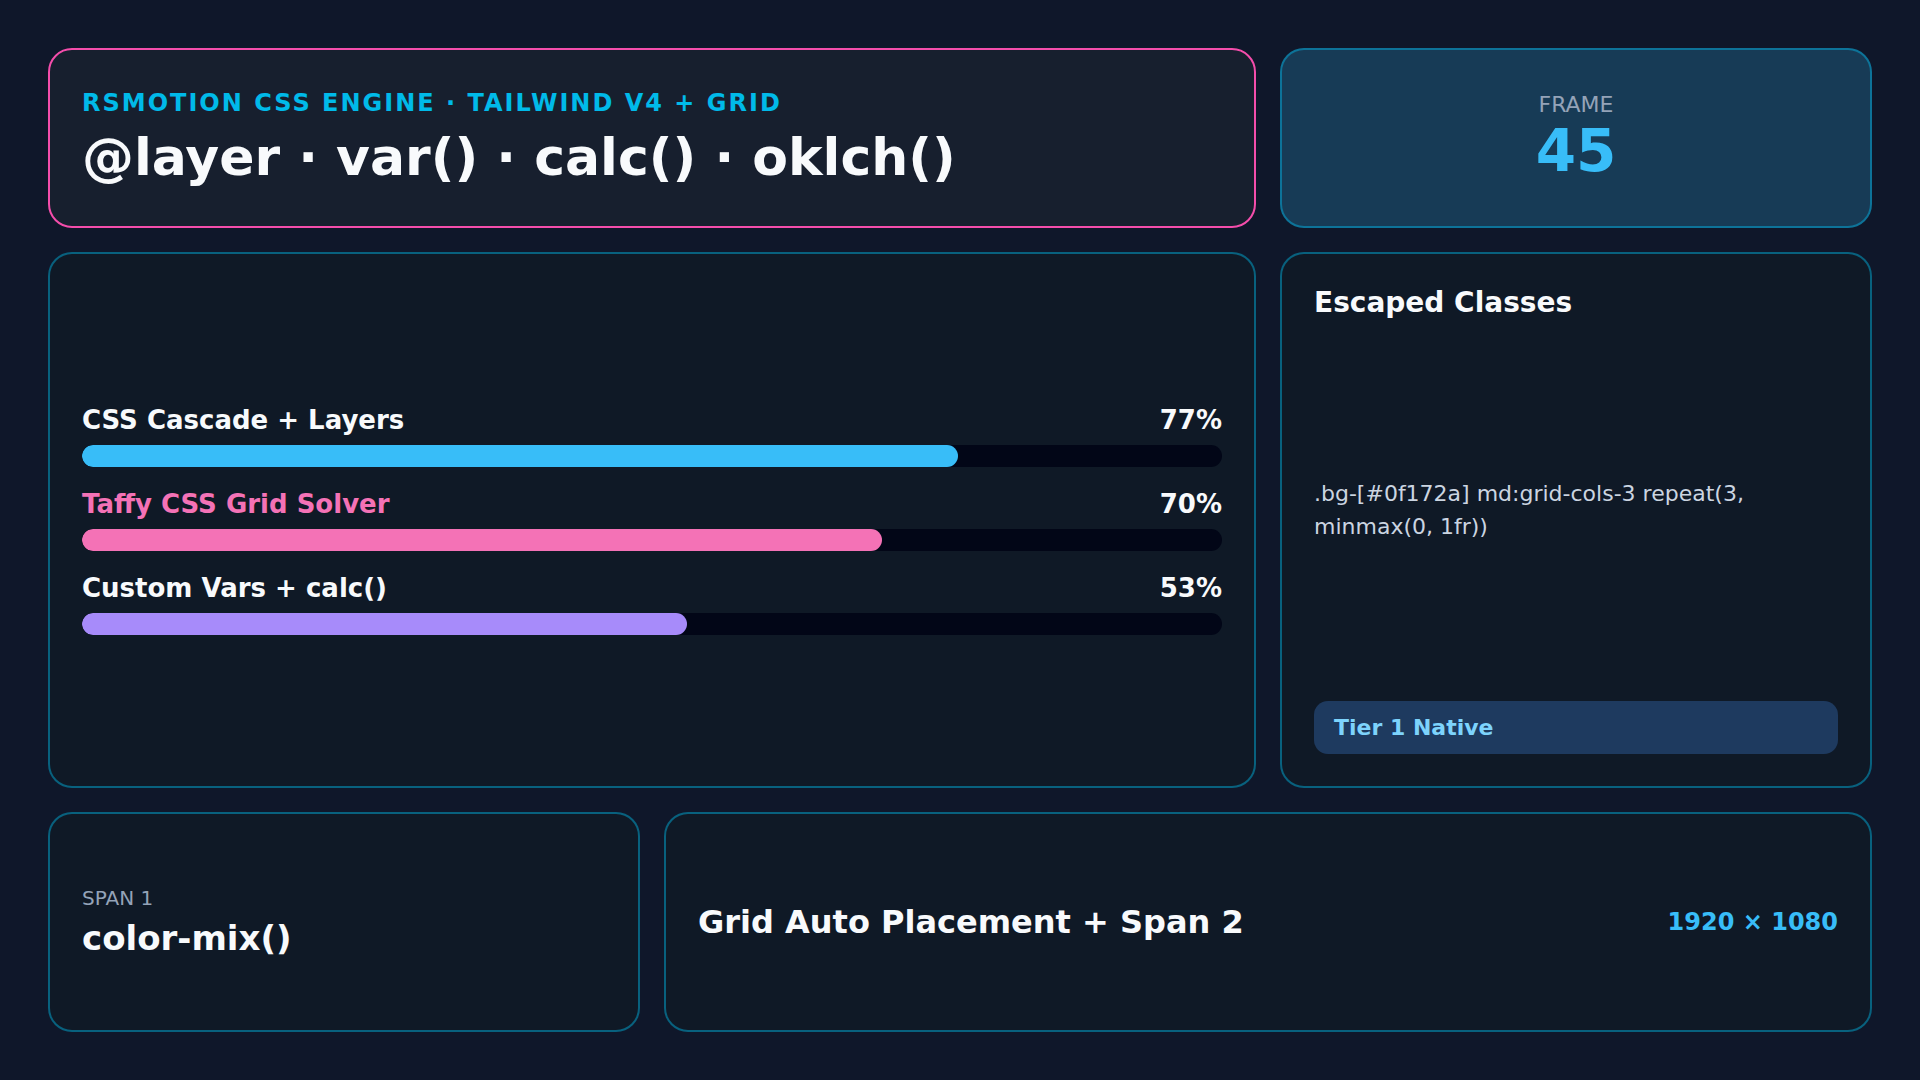 RSMOTION CSS ENGINE · TAILWIND V4 + GRID
@layer · var() · calc() · oklch()
FRAME
45
CSS Cascade + Layers 77%
Taffy CSS Grid Solver 70%
Custom Vars + calc() 53%
Escaped Classes
.bg-[#0f172a] md:grid-cols-3 repeat(3,
minmax(0, 1fr))
Tier 1 Native
SPAN 1
color-mix()
Grid Auto Placement + Span 2
1920 × 1080